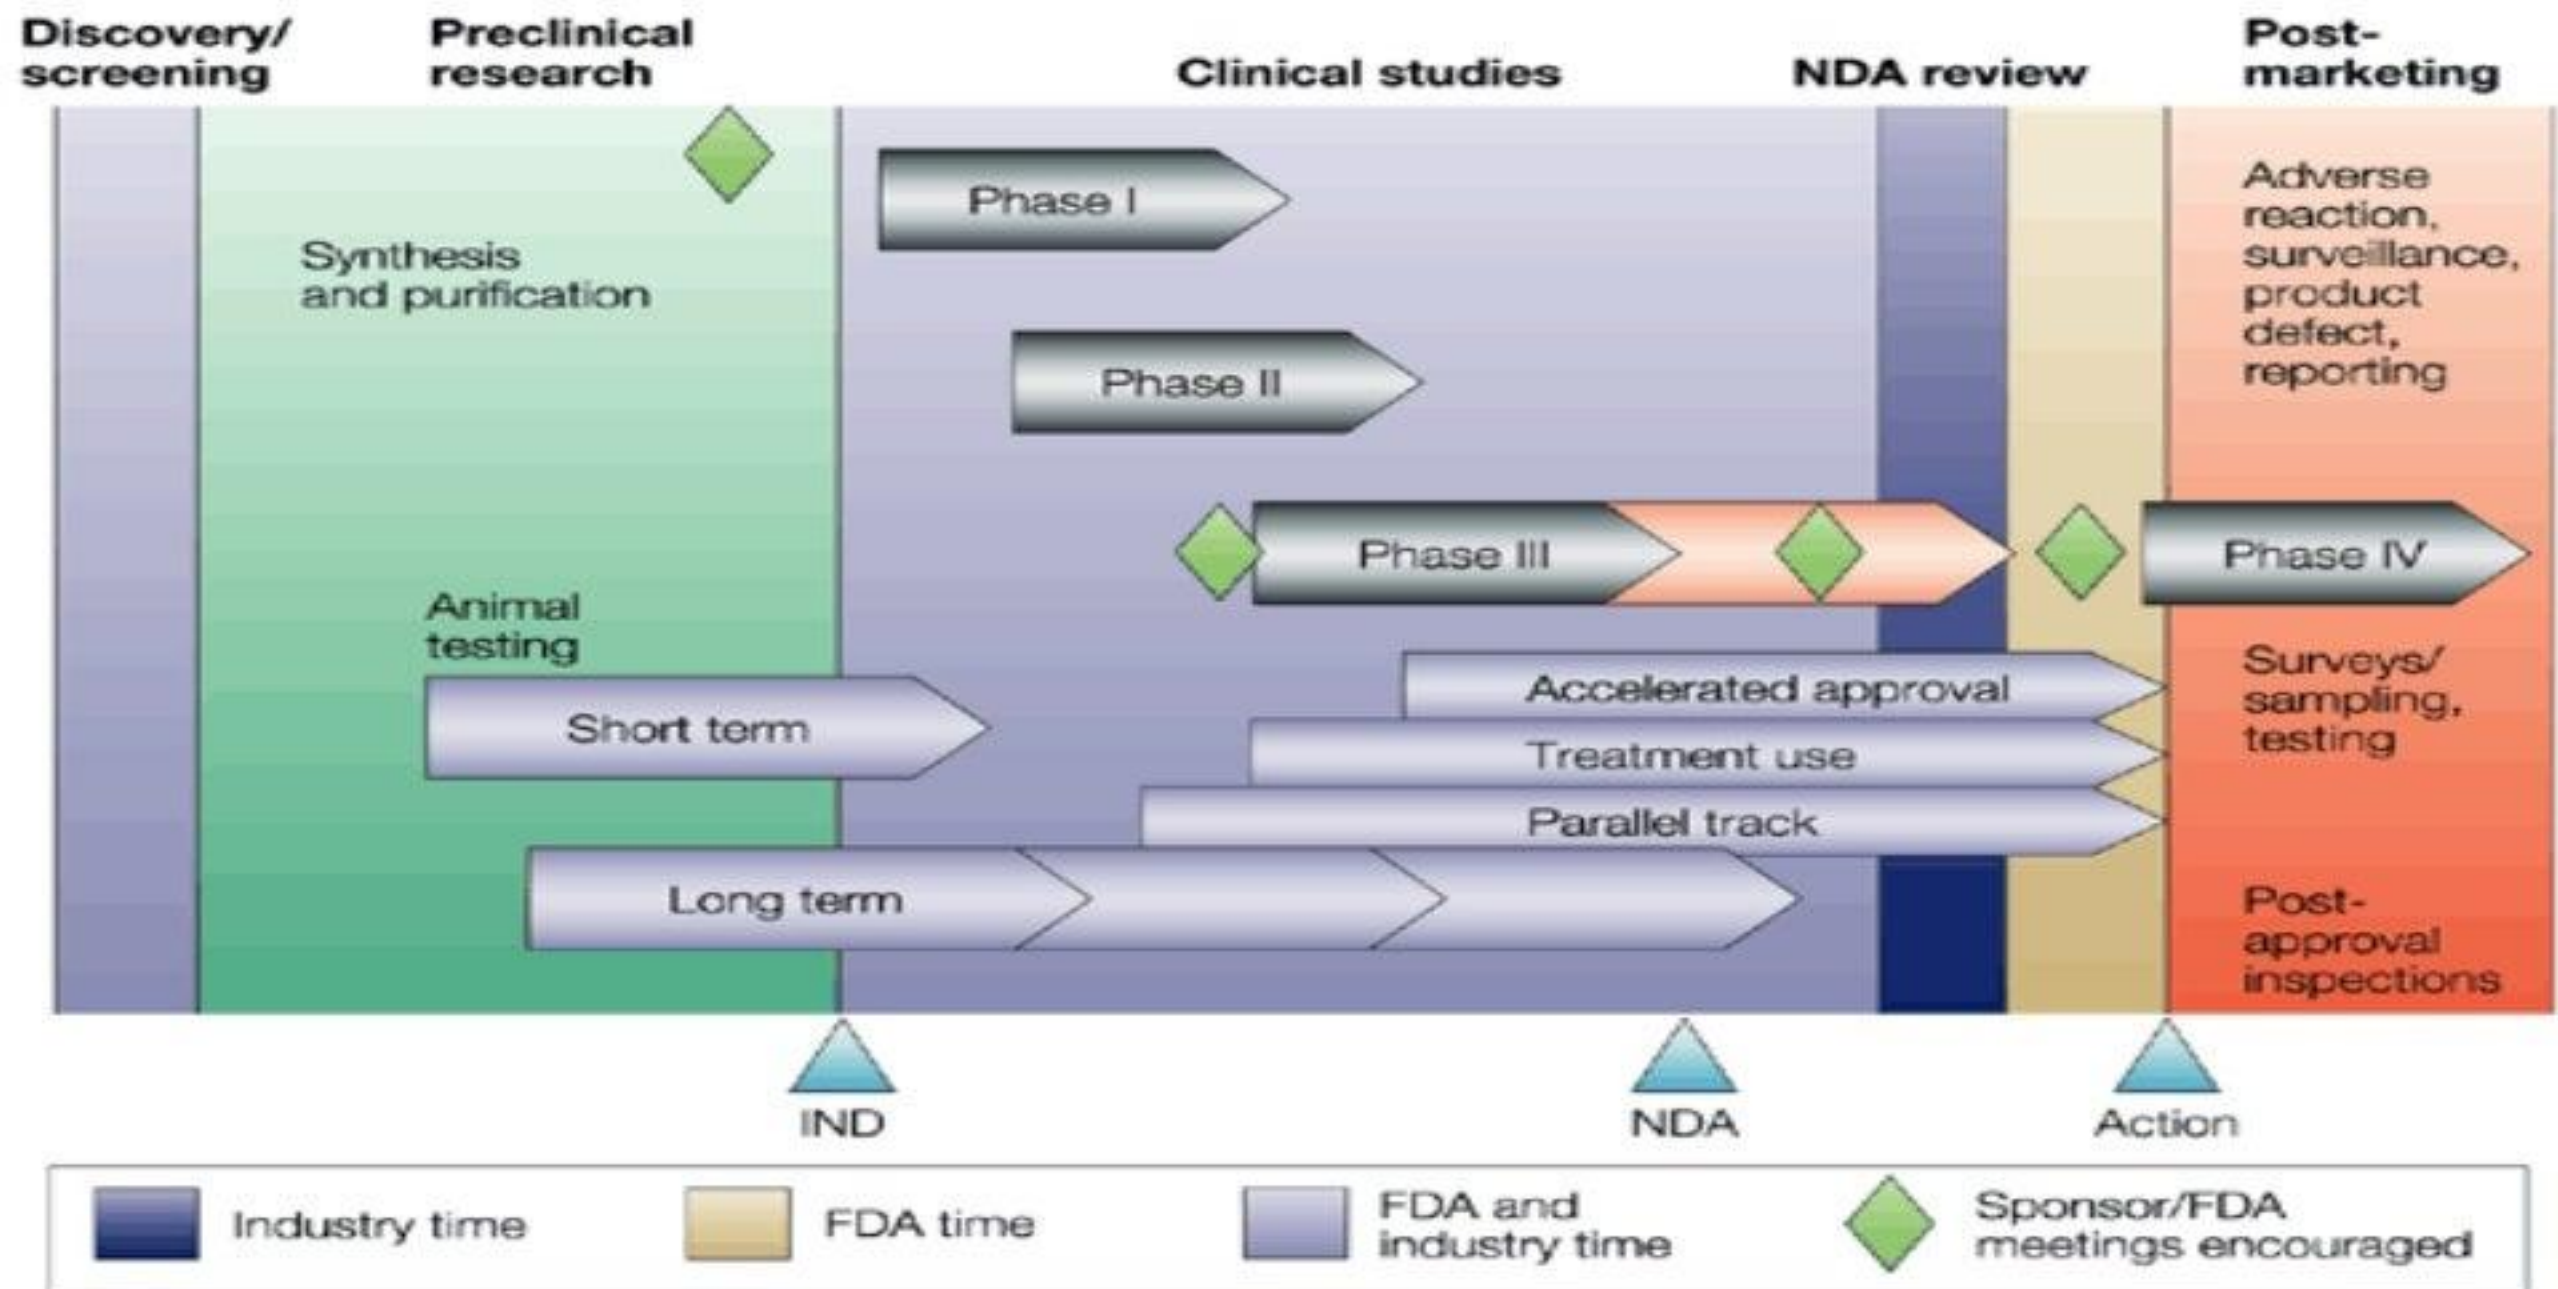 Discovery/
screening
Preclinical
research
Clinical studies
NDA review
Post-
marketing
Synthesis
and purification
Animal
testing
Short term
Long term
Phase I
Phase II
Phase III
Accelerated approval
Treatment use
Parallel track
Adverse
reaction,
surveillance,
product
defect,
reporting
Phase IV
Surveys/
sampling,
testing
Post-
approval
inspections
IND
NDA
Action
Industry time
FDA time
FDA and
industry time
Sponsor/FDA
meetings encouraged